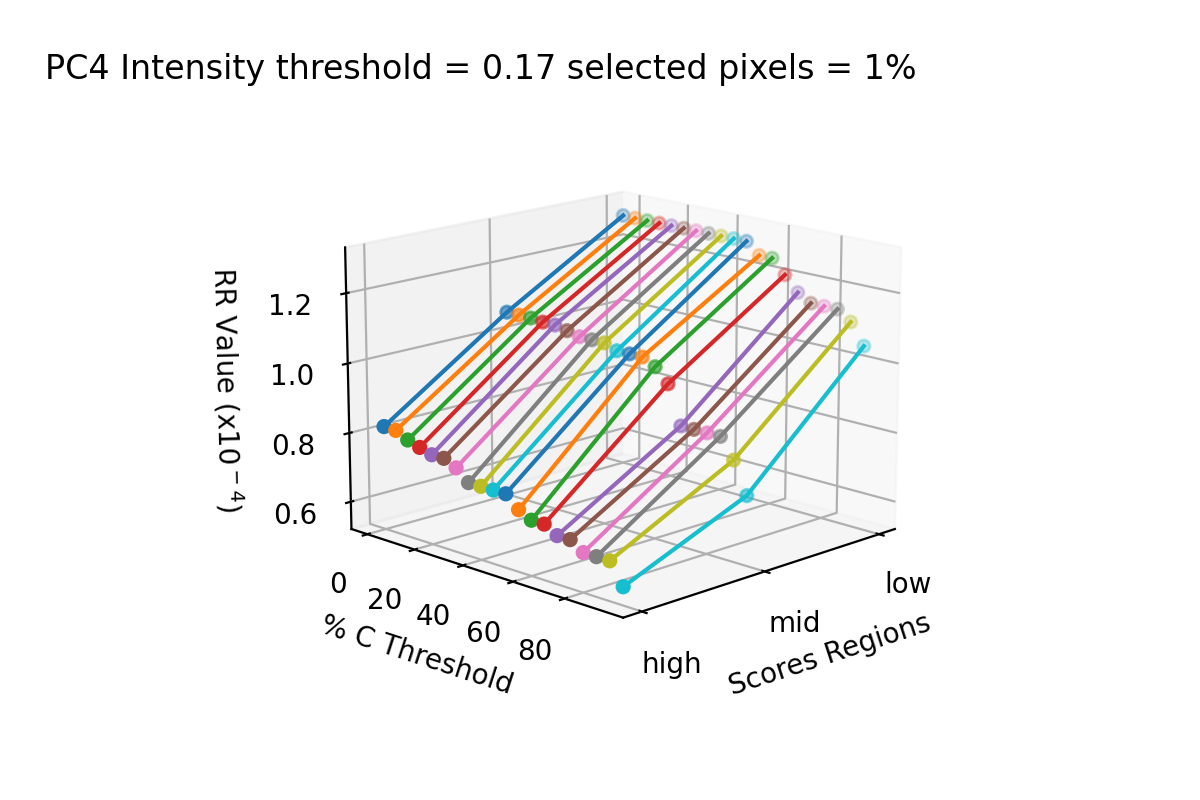 PC4 Intensity threshold = 0.17 selected pixels = 1%
RR Value (x10⁻⁴)
1.2
1.0
0.8
0.6
0
20
40
60
80
% C Threshold
high
mid
low
Scores Regions